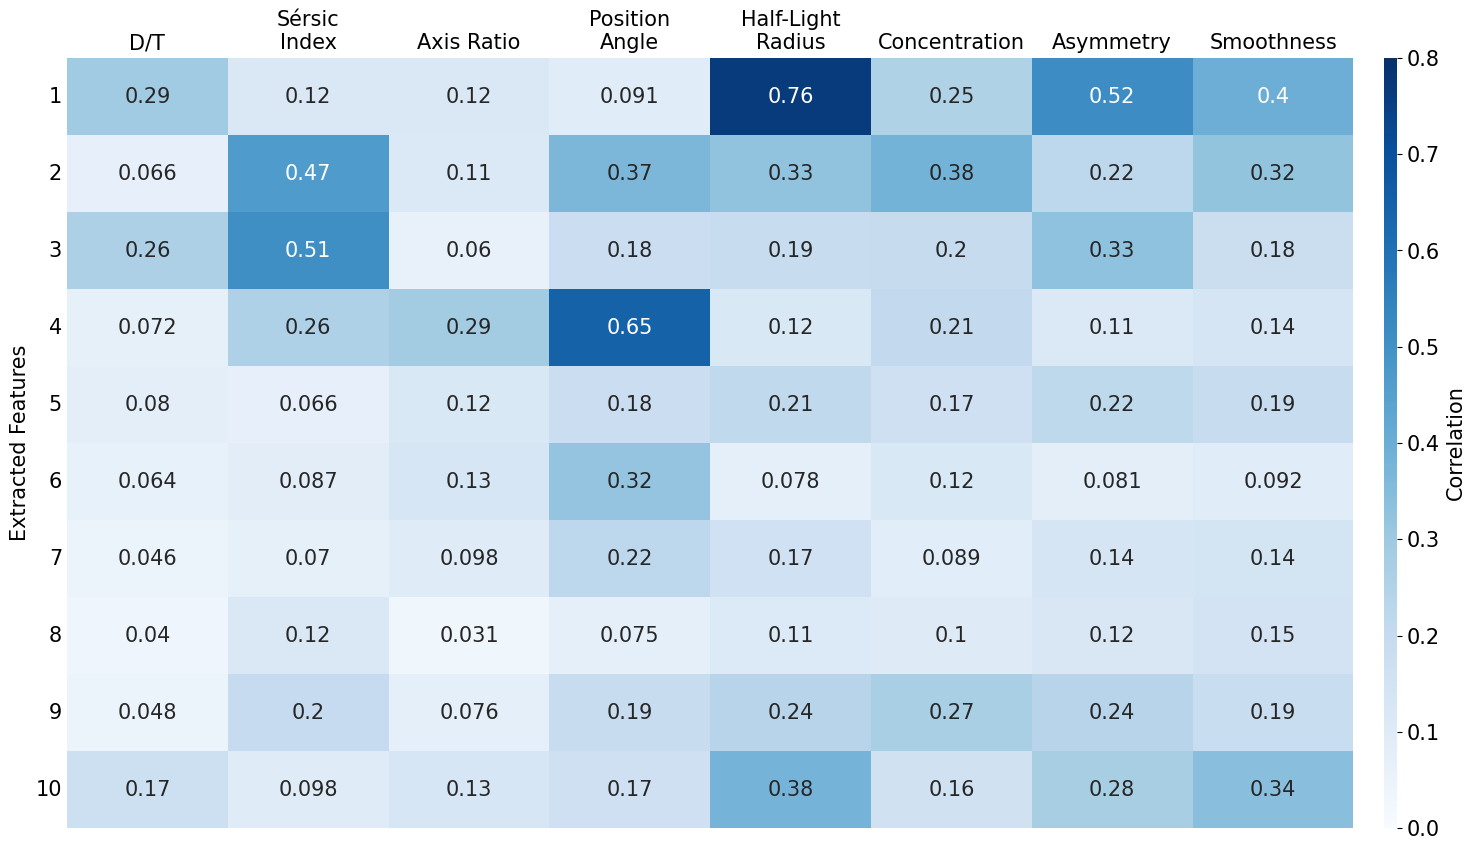 Sérsic
Index
Position
Angle
Half-Light
Radius
D/T Axis Ratio Concentration Asymmetry Smoothness
1 0.29 0.12 0.12 0.091 0.76 0.25 0.52 0.4
2 0.066 0.47 0.11 0.37 0.33 0.38 0.22 0.32
3 0.26 0.51 0.06 0.18 0.19 0.2 0.33 0.18
4 0.072 0.26 0.29 0.65 0.12 0.21 0.11 0.14
5 0.08 0.066 0.12 0.18 0.21 0.17 0.22 0.19
6 0.064 0.087 0.13 0.32 0.078 0.12 0.081 0.092
7 0.046 0.07 0.098 0.22 0.17 0.089 0.14 0.14
8 0.04 0.12 0.031 0.075 0.11 0.1 0.12 0.15
9 0.048 0.2 0.076 0.19 0.24 0.27 0.24 0.19
10 0.17 0.098 0.13 0.17 0.38 0.16 0.28 0.34
Extracted Features
0.8
0.7
0.6
0.5
0.4
0.3
0.2
0.1
0.0
Correlation